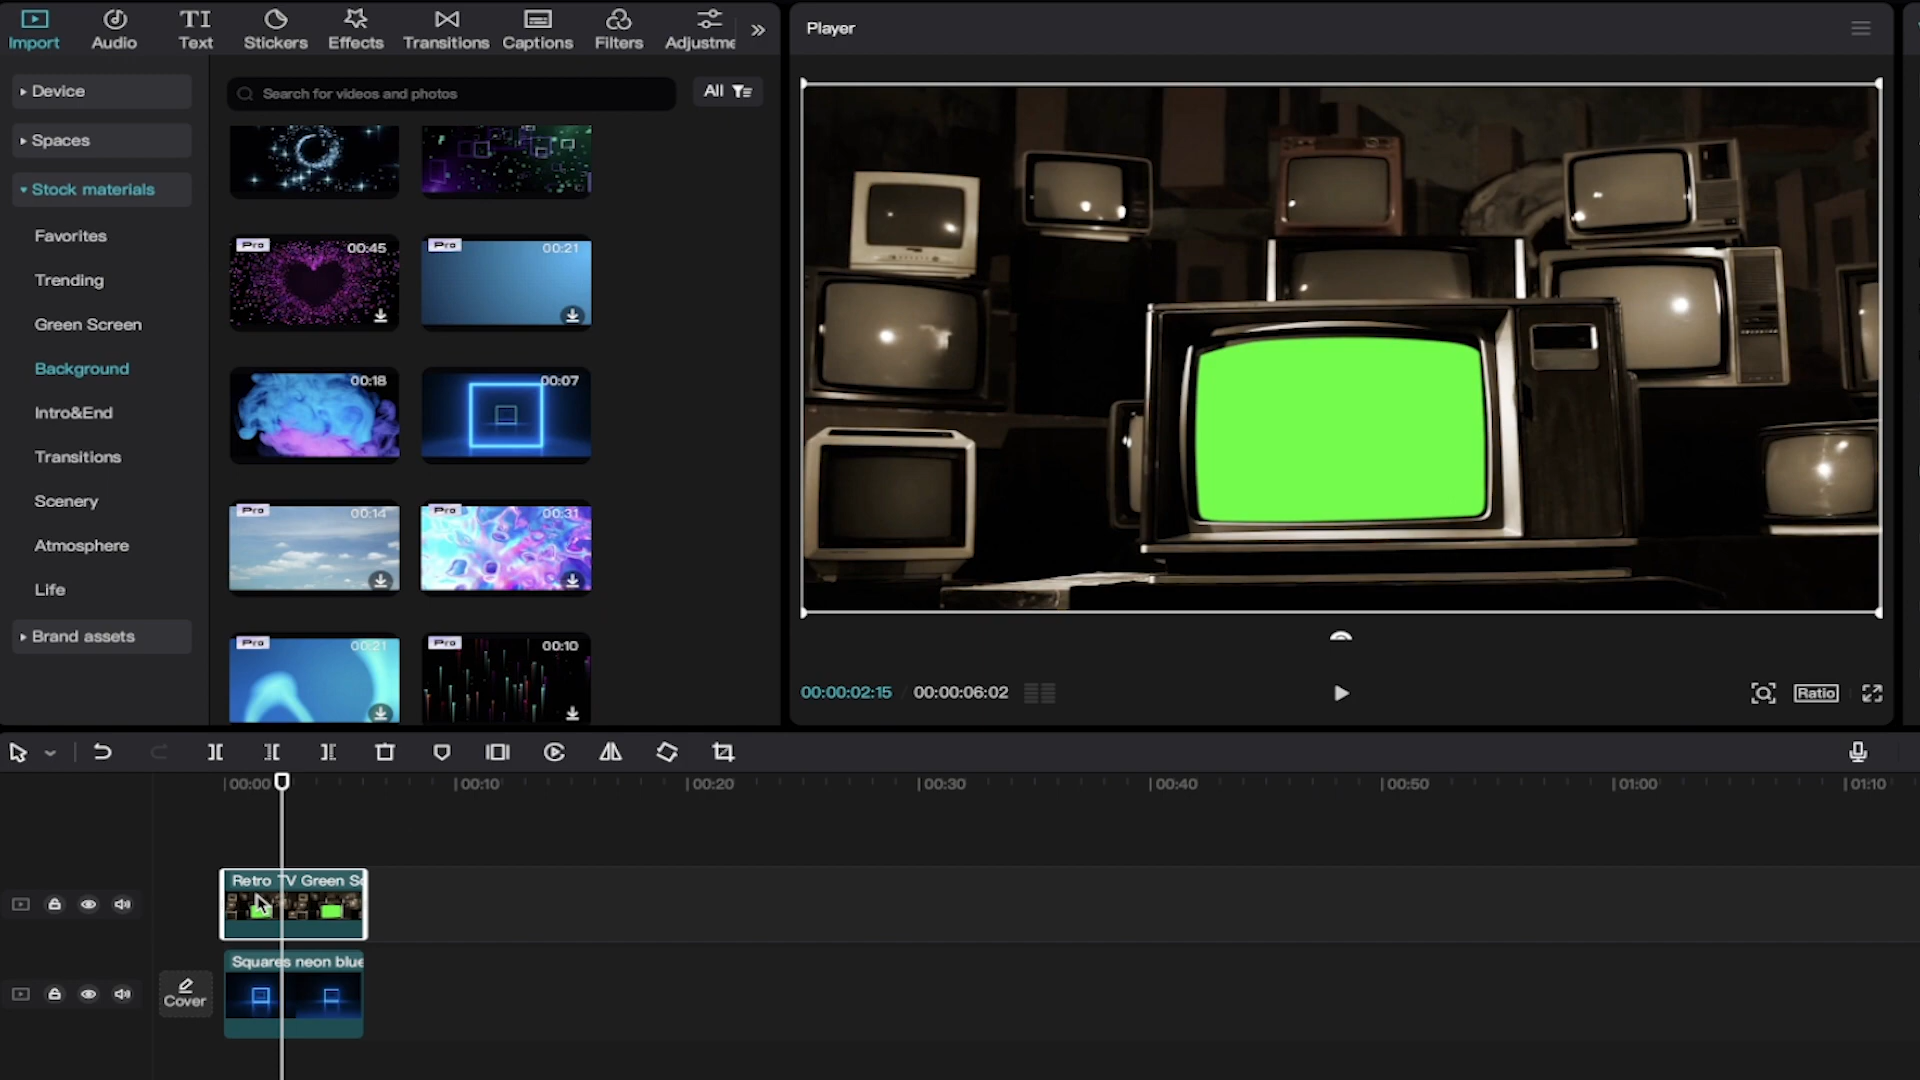 Import
Audio
Text
Stickers
Effects
Transitions
Captions
Filters
Adjustme
Player
Device
Search for videos and photos
All
Spaces
Stock materials
Favorites
Trending
Green Screen
Background
Intro&End
Transitions
Scenery
Atmosphere
Life
Brand assets
Pro
00:45
Pro
00:21
00:18
00:07
Pro
00:14
Pro
00:31
Pro
00:21
Pro
00:10
00:00:02:15 / 00:00:06:02
Ratio
00:00
00:10
00:20
00:30
00:40
00:50
01:00
01:10
Retro TV Green Sc
Squares neon blue
Cover